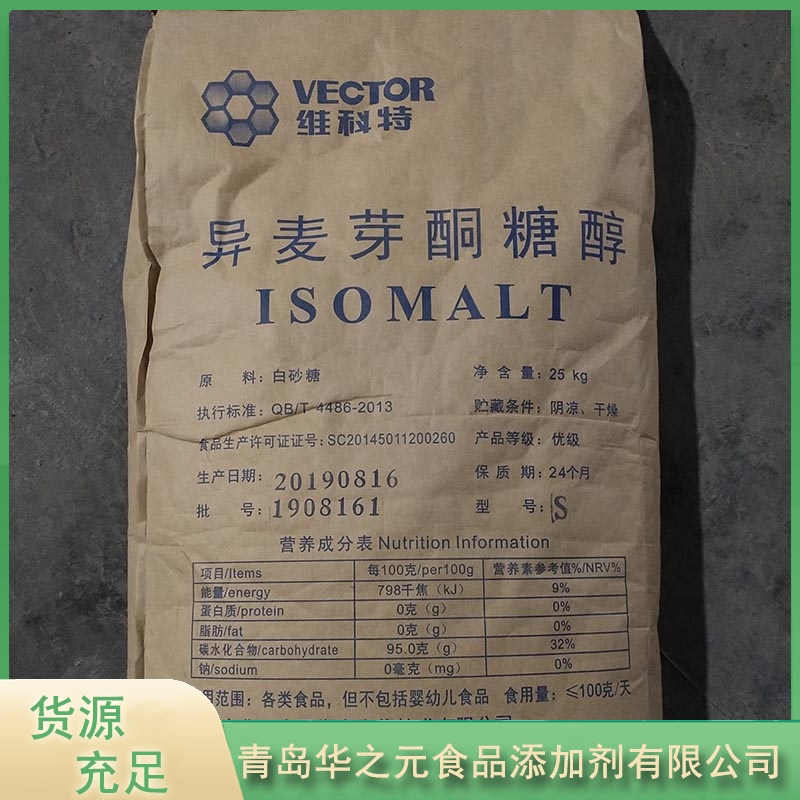 VECTOR
维科特
异麦芽酮糖醇
ISOMALT
原 料：白砂糖 净含量：25 kg
执行标准：QB/T 4486-2013 贮藏条件：阴凉、干燥
食品生产许可证证号：SC20145011200260 产品等级：优级
生产日期：20190816 保质期：24个月
批 号：1908161 型 号：S
营养成分表 Nutrition Information
项目/Items 每100克/per100g 营养素参考值%/NRV%
能量/energy 798千焦（kJ） 9%
蛋白质/protein 0克（g） 0%
脂肪/fat 0克（g） 0%
碳水化合物/carbohydrate 95.0克（g） 32%
钠/sodium 0毫克（mg） 0%
用范围：各类食品，但不包括婴幼儿食品 食用量：≤100克/天
货源
充足
青岛华之元食品添加剂有限公司